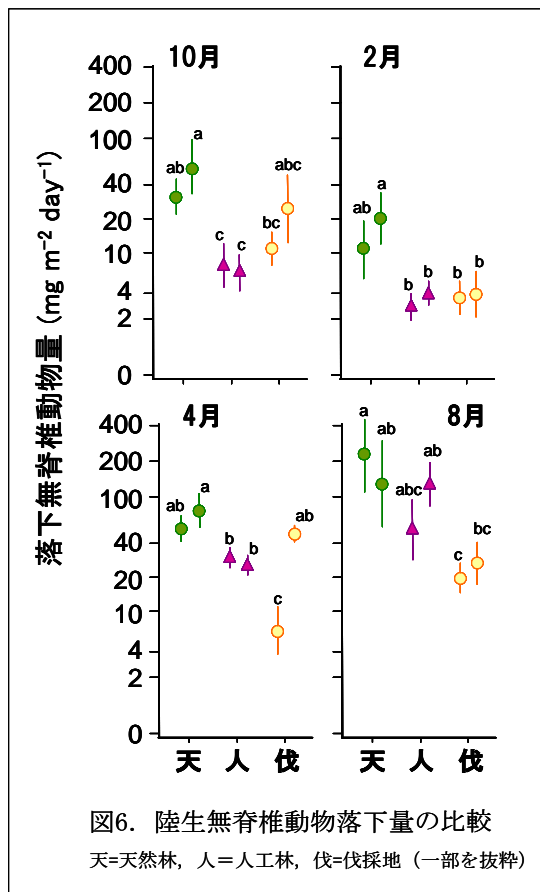 落下無脊椎動物量 (mg m⁻² day⁻¹)
10月
400
200
100
40
20
10
4
2
0
ab
a
c
c
bc
abc
2月
ab
a
b
b
b
b
4月
400
200
100
40
20
10
4
2
0
ab
a
b
b
c
ab
天 人 伐
8月
a
ab
abc
ab
c
bc
天 人 伐
図6. 陸生無脊椎動物落下量の比較
天=天然林, 人=人工林, 伐=伐採地 (一部を抜粋)